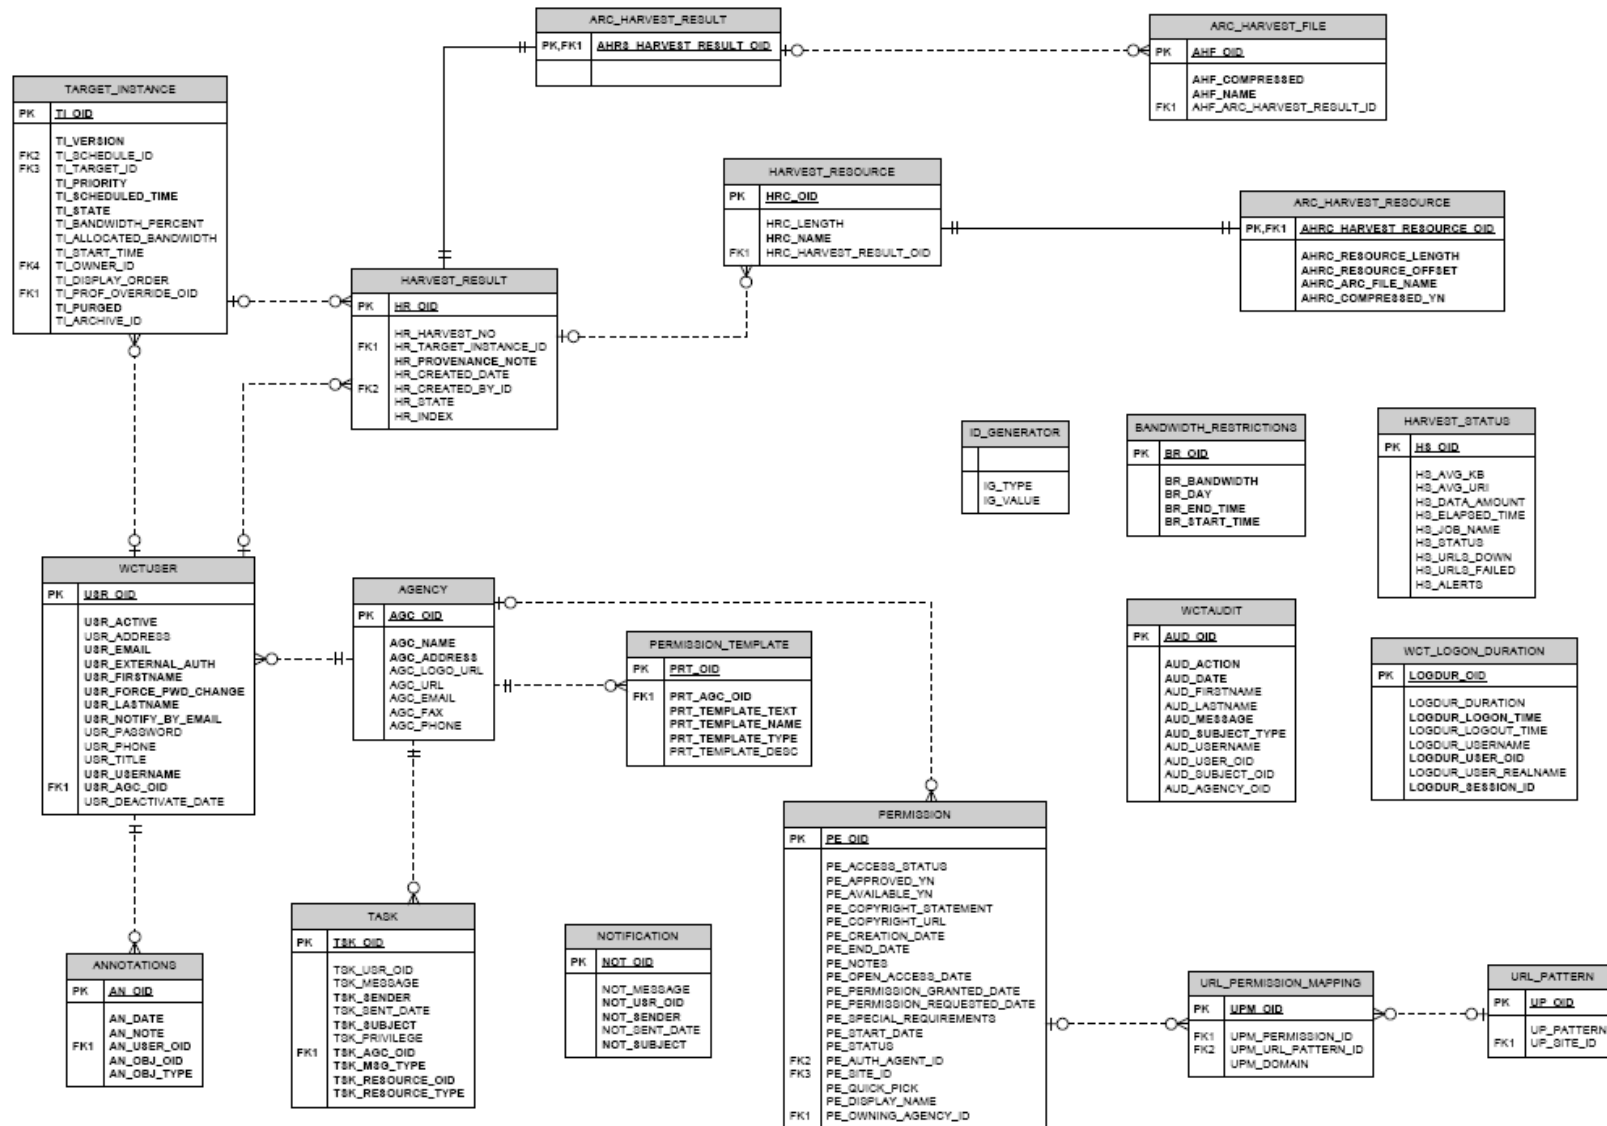 ARC_HARVEST_RESULT
PK,FK1 AHRS_HARVEST_RESULT_OID
ARC_HARVEST_FILE
PK AHF_OID
AHF_COMPRESSED
AHF_NAME
FK1 AHF_ARC_HARVEST_RESULT_ID
TARGET_INSTANCE
PK TI_OID
TI_VERSION
FK2 TI_SCHEDULE_ID
FK3 TI_TARGET_ID
TI_PRIORITY
TI_SCHEDULED_TIME
TI_STATE
TI_BANDWIDTH_PERCENT
TI_ALLOCATED_BANDWIDTH
TI_START_TIME
FK4 TI_OWNER_ID
TI_DISPLAY_ORDER
FK1 TI_PROF_OVERRIDE_OID
TI_PURGED
TI_ARCHIVE_ID
HARVEST_RESOURCE
PK HRC_OID
HRC_LENGTH
HRC_NAME
FK1 HRC_HARVEST_RESULT_OID
ARC_HARVEST_RESOURCE
PK,FK1 AHRC_HARVEST_RESOURCE_OID
AHRC_RESOURCE_LENGTH
AHRC_RESOURCE_OFFSET
AHRC_ARC_FILE_NAME
AHRC_COMPRESSED_YN
HARVEST_RESULT
PK HR_OID
HR_HARVEST_NO
FK1 HR_TARGET_INSTANCE_ID
HR_PROVENANCE_NOTE
HR_CREATED_DATE
FK2 HR_CREATED_BY_ID
HR_STATE
HR_INDEX
ID_GENERATOR
IG_TYPE
IG_VALUE
BANDWIDTH_RESTRICTIONS
PK BR_OID
BR_BANDWIDTH
BR_DAY
BR_END_TIME
BR_START_TIME
HARVEST_STATUS
PK HS_OID
HS_AVG_KB
HS_AVG_URI
HS_DATA_AMOUNT
HS_ELAPSED_TIME
HS_JOB_NAME
HS_STATUS
HS_URLS_DOWN
HS_URLS_FAILED
HS_ALERTS
WCTUSER
PK USR_OID
USR_ACTIVE
USR_ADDRESS
USR_EMAIL
USR_EXTERNAL_AUTH
USR_FIRSTNAME
USR_FORCE_PWD_CHANGE
USR_LASTNAME
USR_NOTIFY_BY_EMAIL
USR_PASSWORD
USR_PHONE
USR_TITLE
USR_USERNAME
FK1 USR_AGC_OID
USR_DEACTIVATE_DATE
AGENCY
PK AGC_OID
AGC_NAME
AGC_ADDRESS
AGC_LOGO_URL
AGC_URL
AGC_EMAIL
AGC_FAX
AGC_PHONE
PERMISSION_TEMPLATE
PK PRT_OID
FK1 PRT_AGC_OID
PRT_TEMPLATE_TEXT
PRT_TEMPLATE_NAME
PRT_TEMPLATE_TYPE
PRT_TEMPLATE_DESC
WCTAUDIT
PK AUD_OID
AUD_ACTION
AUD_DATE
AUD_FIRSTNAME
AUD_LASTNAME
AUD_MESSAGE
AUD_SUBJECT_TYPE
AUD_USERNAME
AUD_USER_OID
AUD_SUBJECT_OID
AUD_AGENCY_OID
WCT_LOGON_DURATION
PK LOGDUR_OID
LOGDUR_DURATION
LOGDUR_LOGON_TIME
LOGDUR_LOGOUT_TIME
LOGDUR_USERNAME
LOGDUR_USER_OID
LOGDUR_USER_REALNAME
LOGDUR_SESSION_ID
PERMISSION
PK PE_OID
PE_ACCESS_STATUS
PE_APPROVED_YN
PE_AVAILABLE_YN
PE_COPYRIGHT_STATEMENT
PE_COPYRIGHT_URL
PE_CREATION_DATE
PE_END_DATE
PE_NOTES
PE_OPEN_ACCESS_DATE
PE_PERMISSION_GRANTED_DATE
PE_PERMISSION_REQUESTED_DATE
PE_SPECIAL_REQUIREMENTS
PE_START_DATE
PE_STATUS
FK2 PE_AUTH_AGENT_ID
FK3 PE_SITE_ID
PE_QUICK_PICK
PE_DISPLAY_NAME
FK1 PE_OWNING_AGENCY_ID
TASK
PK TSK_OID
TSK_USR_OID
TSK_MESSAGE
TSK_SENDER
TSK_SENT_DATE
TSK_SUBJECT
TSK_PRIVILEGE
FK1 TSK_AGC_OID
TSK_MSG_TYPE
TSK_RESOURCE_OID
TSK_RESOURCE_TYPE
NOTIFICATION
PK NOT_OID
NOT_MESSAGE
NOT_USR_OID
NOT_SENDER
NOT_SENT_DATE
NOT_SUBJECT
ANNOTATIONS
PK AN_OID
AN_DATE
AN_NOTE
FK1 AN_USER_OID
AN_OBJ_OID
AN_OBJ_TYPE
URL_PERMISSION_MAPPING
PK UPM_OID
FK1 UPM_PERMISSION_ID
FK2 UPM_URL_PATTERN_ID
UPM_DOMAIN
URL_PATTERN
PK UP_OID
UP_PATTERN
FK1 UP_SITE_ID